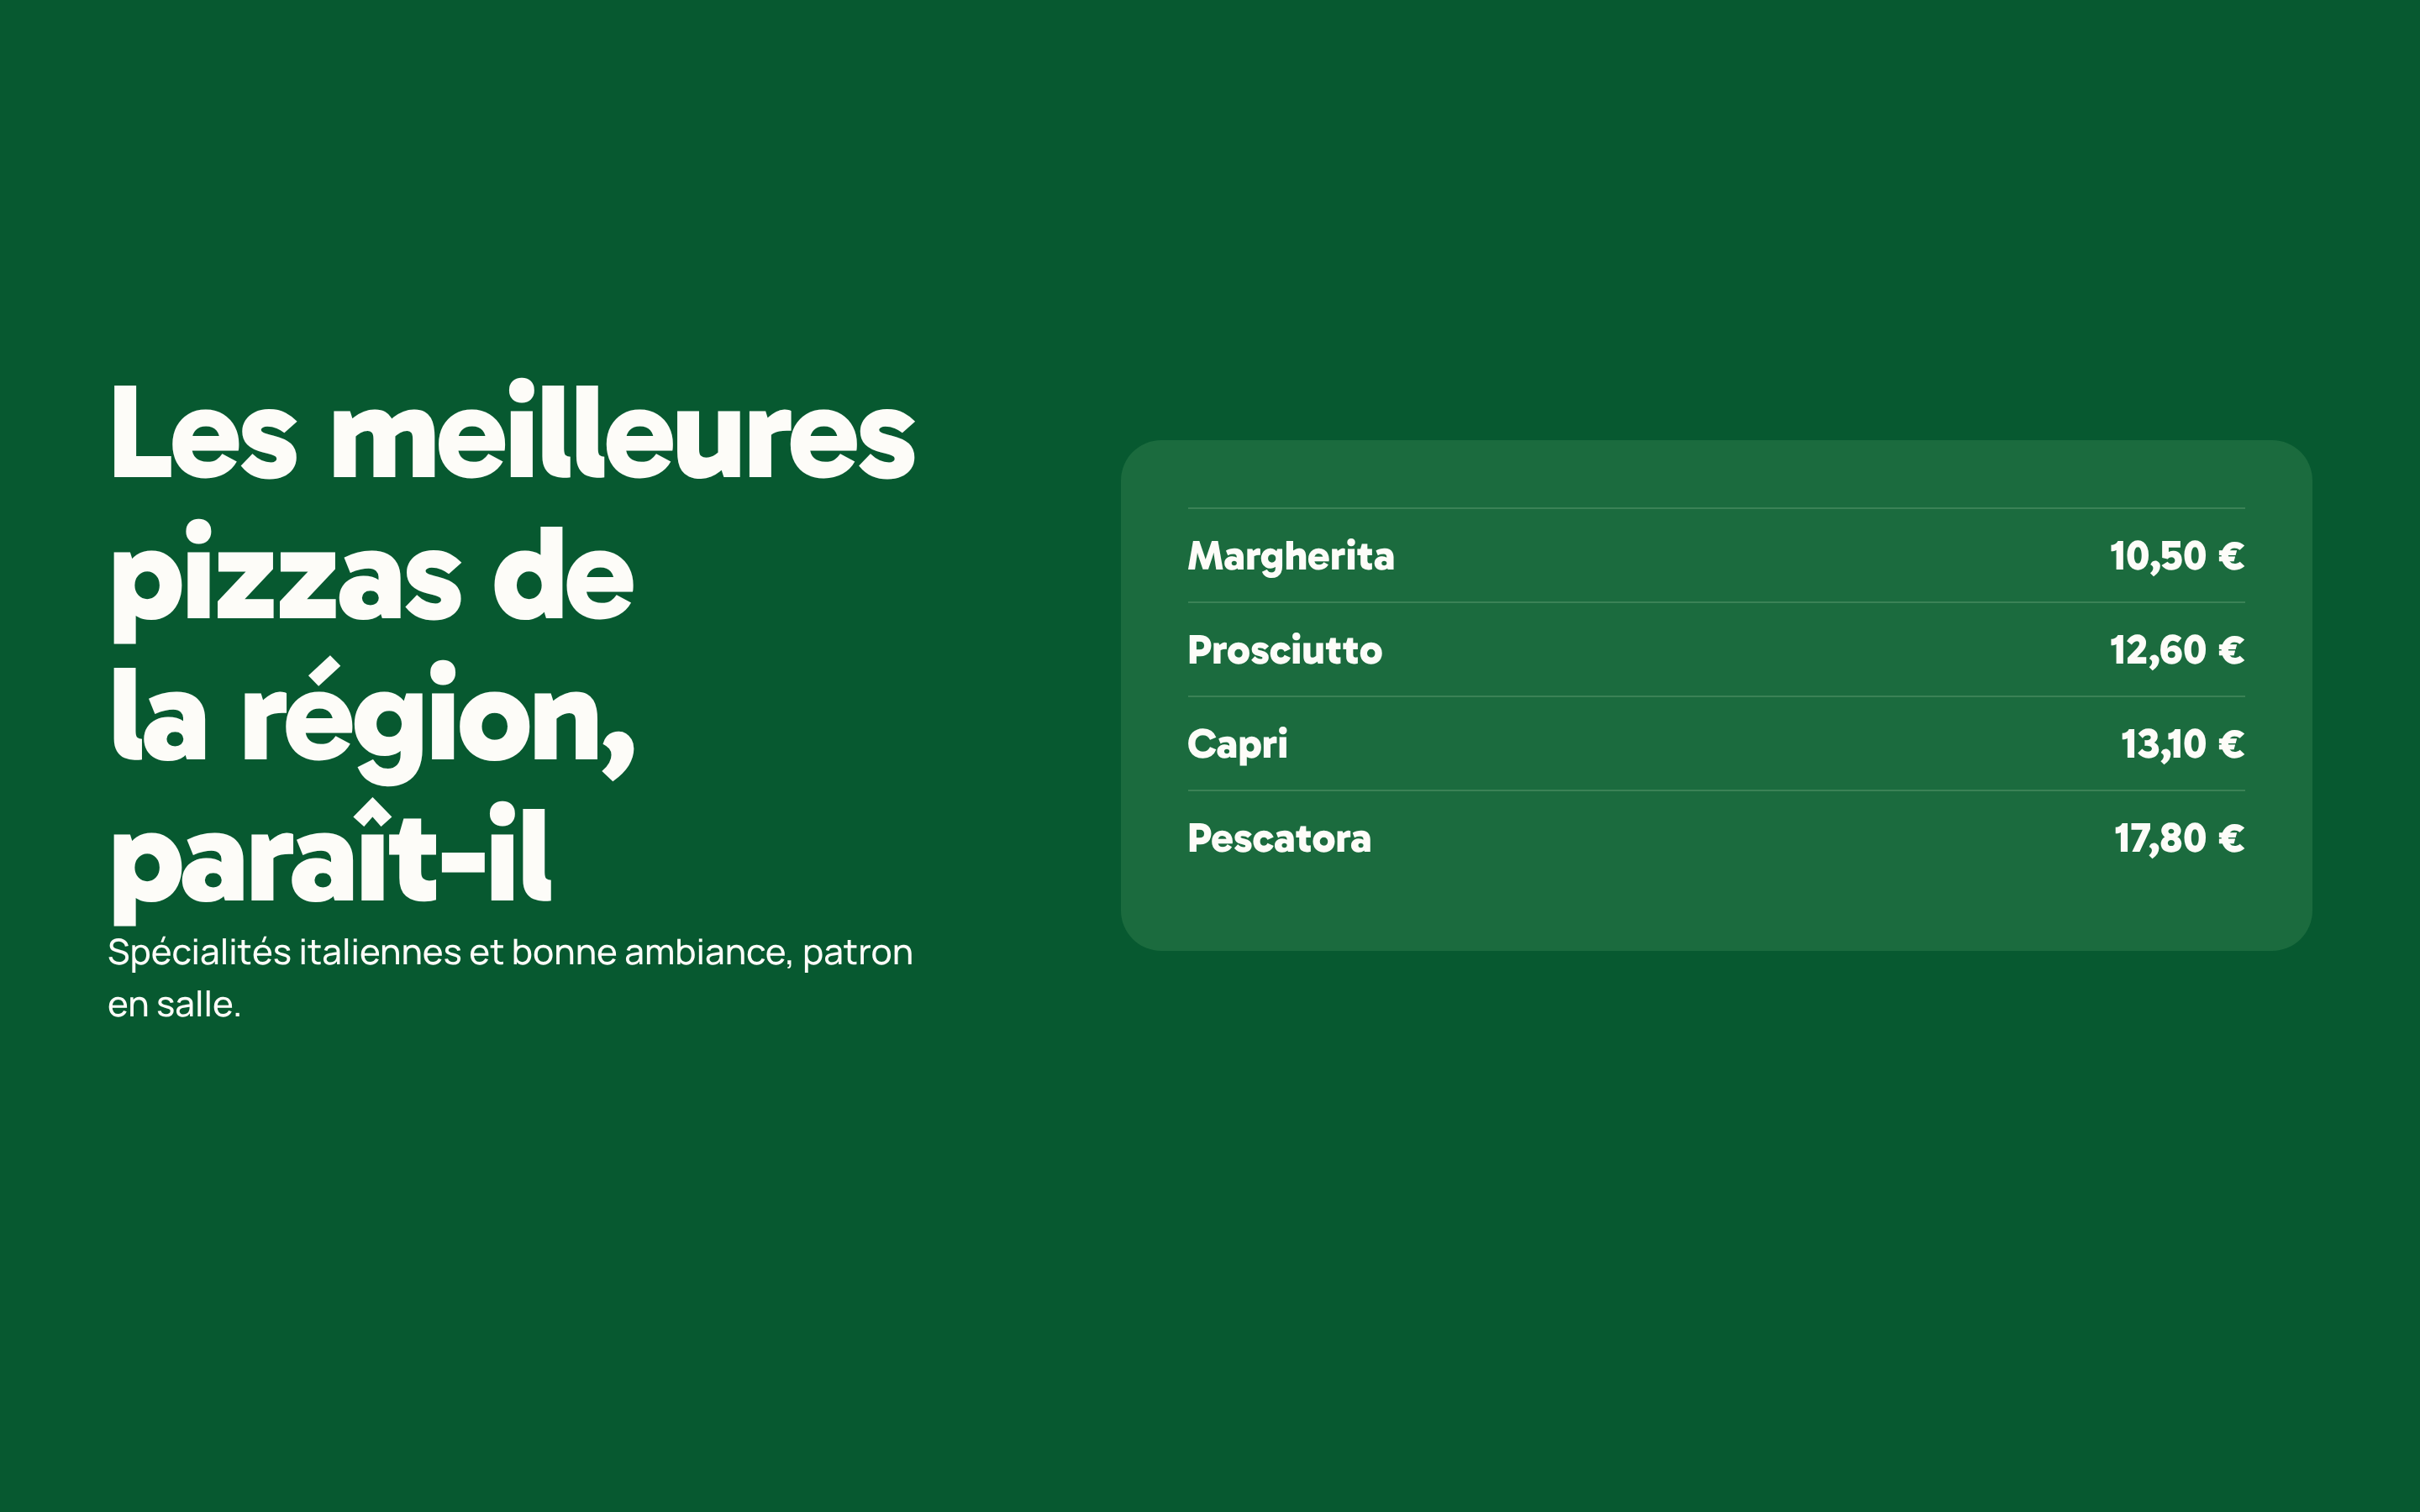 Les meilleures
pizzas de
la région,
paraît-il
Spécialités italiennes et bonne ambiance, patron
en salle.
Margherita 10,50 €
Prosciutto 12,60 €
Capri 13,10 €
Pescatora 17,80 €